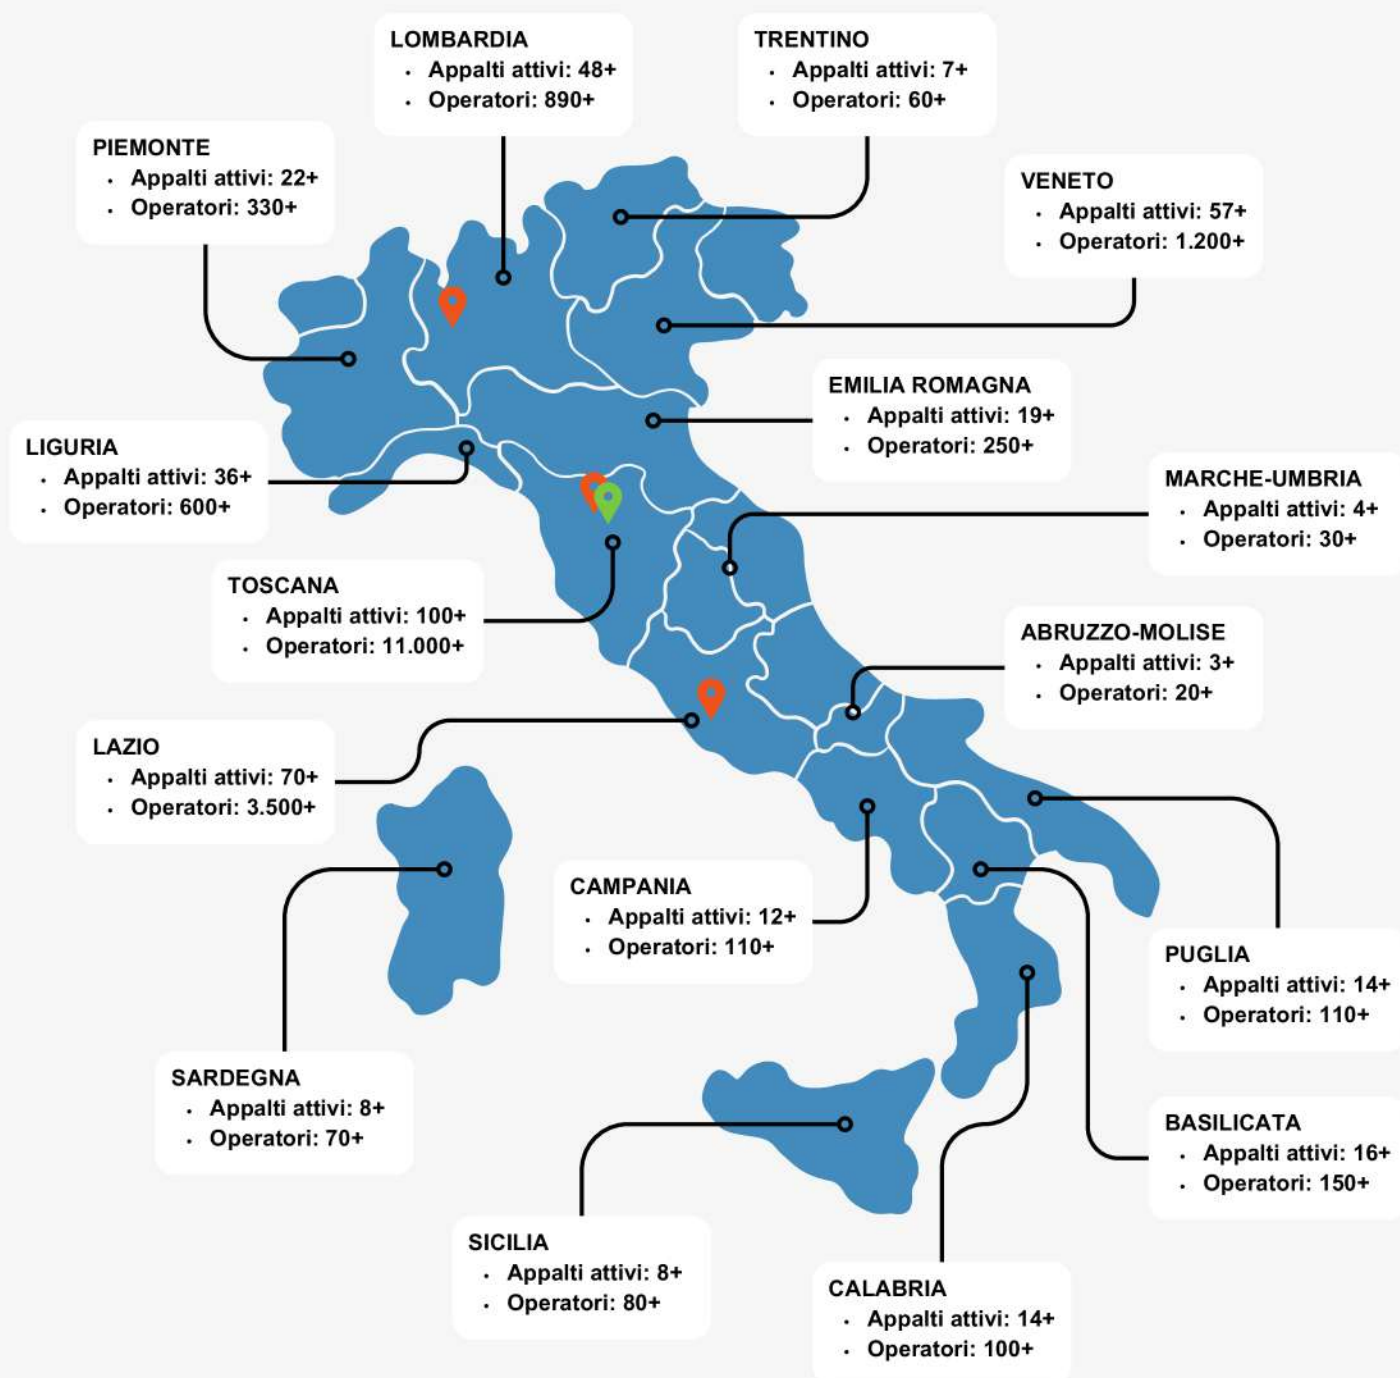 LOMBARDIA
· Appalti attivi: 48+
· Operatori: 890+
TRENTINO
· Appalti attivi: 7+
· Operatori: 60+
PIEMONTE
· Appalti attivi: 22+
· Operatori: 330+
VENETO
· Appalti attivi: 57+
· Operatori: 1.200+
EMILIA ROMAGNA
· Appalti attivi: 19+
· Operatori: 250+
LIGURIA
· Appalti attivi: 36+
· Operatori: 600+
MARCHE-UMBRIA
· Appalti attivi: 4+
· Operatori: 30+
TOSCANA
· Appalti attivi: 100+
· Operatori: 11.000+
ABRUZZO-MOLISE
· Appalti attivi: 3+
· Operatori: 20+
LAZIO
· Appalti attivi: 70+
· Operatori: 3.500+
CAMPANIA
· Appalti attivi: 12+
· Operatori: 110+
PUGLIA
· Appalti attivi: 14+
· Operatori: 110+
SARDEGNA
· Appalti attivi: 8+
· Operatori: 70+
BASILICATA
· Appalti attivi: 16+
· Operatori: 150+
SICILIA
· Appalti attivi: 8+
· Operatori: 80+
CALABRIA
· Appalti attivi: 14+
· Operatori: 100+